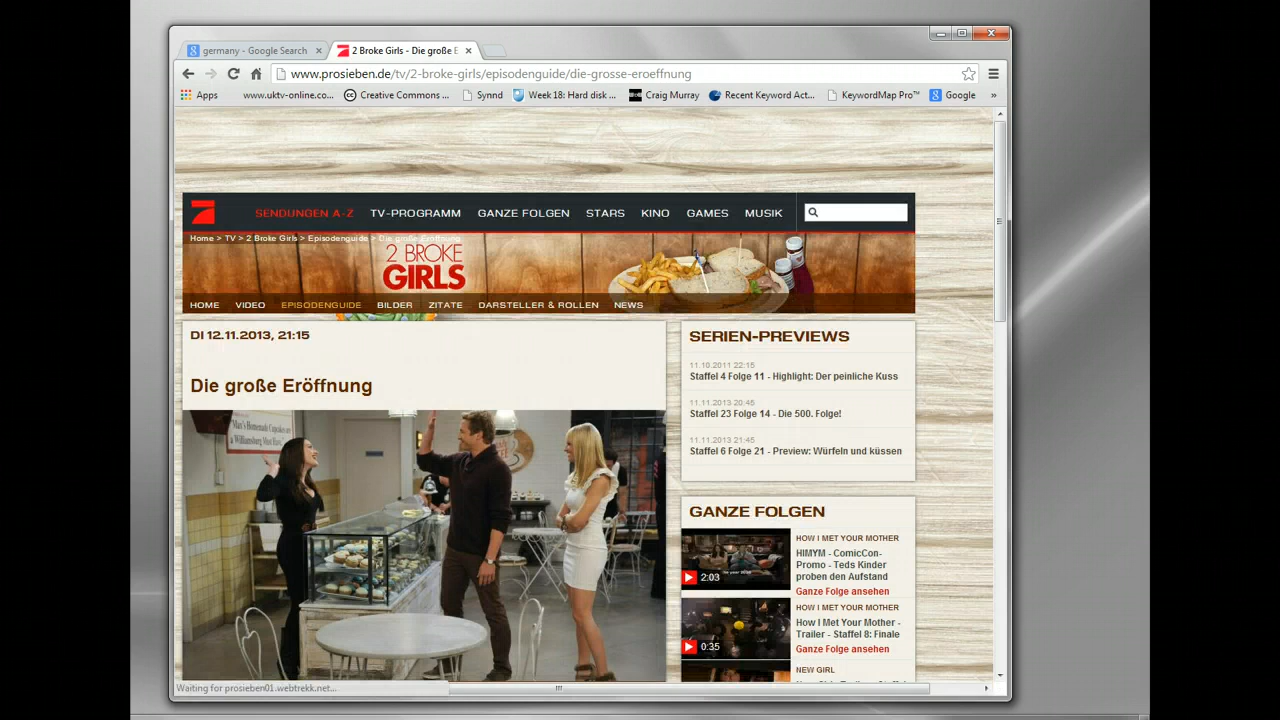 germany - Google Search
2 Broke Girls - Die große E
www.prosieben.de/tv/2-broke-girls/episodenguide/die-grosse-eroeffnung
Apps
www.uktv-online.co...
Creative Commons ...
Synnd
Week 18: Hard disk ...
Craig Murray
Recent Keyword Act...
KeywordMap Pro™
Google
»
SENDUNGEN A-Z TV-PROGRAMM GANZE FOLGEN STARS KINO GAMES MUSIK
Home > TV > 2 Broke Girls > Episodenguide > Die große Eröffnung
2 BROKE
GIRLS
HOME VIDEO EPISODENGUIDE BILDER ZITATE DARSTELLER & ROLLEN NEWS
DI 12.11.2013, 21:15
Die große Eröffnung
Max's Homemade Cupcakes are
a Williamsburg Must Have!"
SERIEN-PREVIEWS
11.10.2011 22:15
Staffel 4 Folge 11 - Highlight: Der peinliche Kuss
11.11.2013 20:45
Staffel 23 Folge 14 - Die 500. Folge!
11.11.2013 21:45
Staffel 6 Folge 21 - Preview: Würfeln und küssen
GANZE FOLGEN
2:03
HOW I MET YOUR MOTHER
HIMYM - ComicCon-
Promo - Teds Kinder
proben den Aufstand
Ganze Folge ansehen
0:35
HOW I MET YOUR MOTHER
How I Met Your Mother -
Trailer - Staffel 8: Finale
Ganze Folge ansehen
NEW GIRL
Waiting for prosieben01.webtrekk.net...